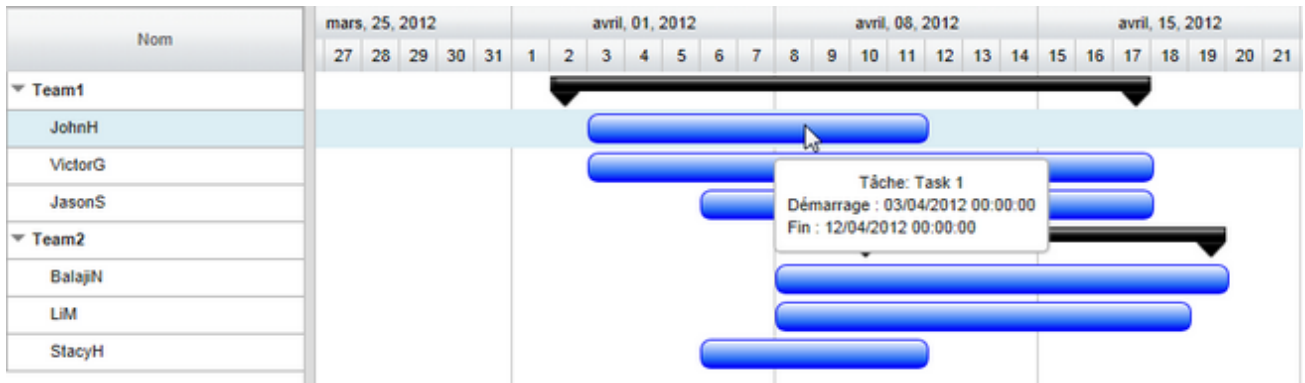 Nom
mars, 25, 2012 avril, 01, 2012 avril, 08, 2012 avril, 15, 2012
27 28 29 30 31 1 2 3 4 5 6 7 8 9 10 11 12 13 14 15 16 17 18 19 20 21
Team1
JohnH
VictorG
JasonS
Tâche: Task 1
Démarrage : 03/04/2012 00:00:00
Fin : 12/04/2012 00:00:00
Team2
BalajiN
LiM
StacyH